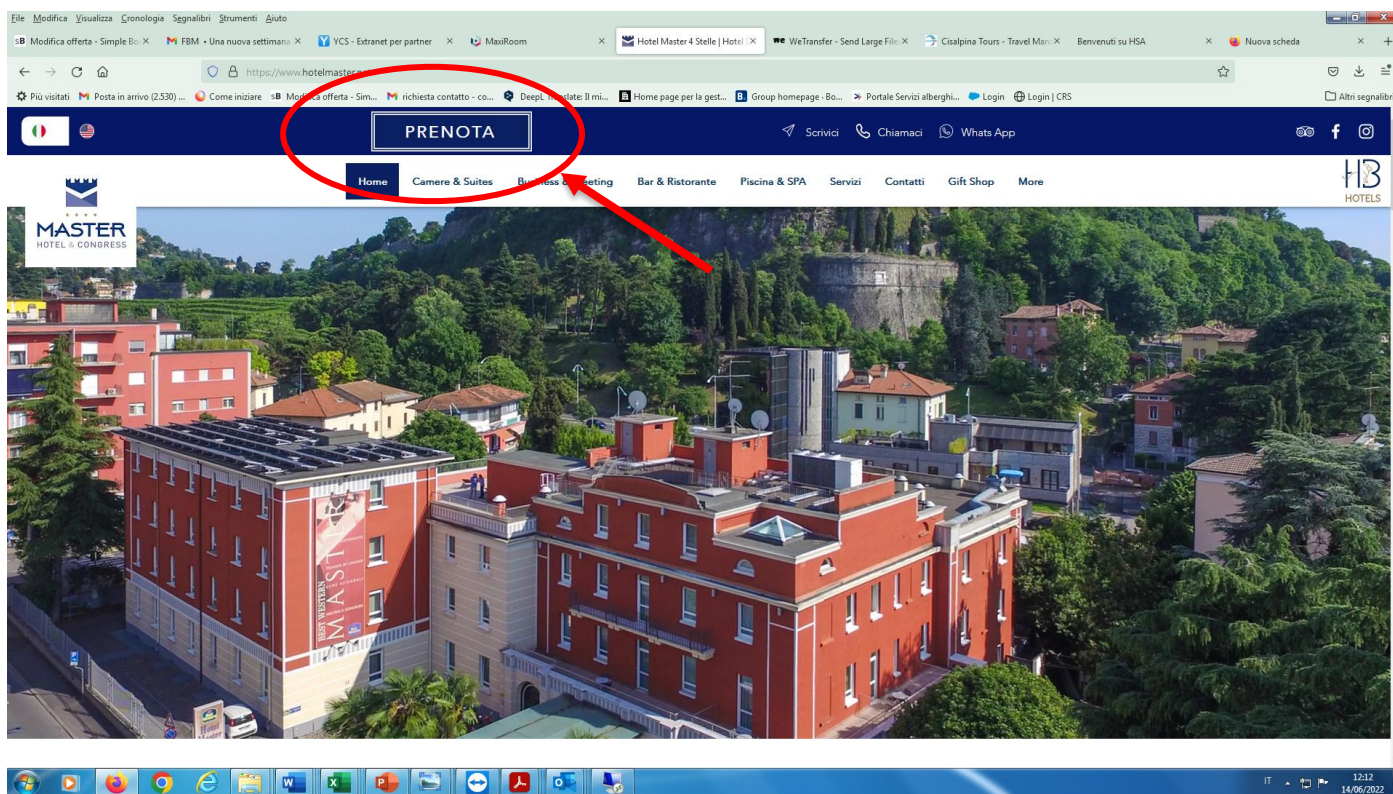 File Modifica Visualizza Cronologia Segnalibri Strumenti Aiuto
Modifica offerta - Simple Bo
FBM • Una nuova settimana
YCS - Extranet per partner
MaxiRoom
Hotel Master 4 Stelle | Hotel
WeTransfer - Send Large File
Cisalpina Tours - Travel Man
Benvenuti su HSA
Nuova scheda
https://www.hotelmaster
Più visitati
Posta in arrivo (2.530) ...
Come iniziare
Modifica offerta - Sim...
richiesta contatto - co...
DeepL Translate: Il mi...
Home page per la gest...
Group homepage · Bo...
Portale Servizi alberghi...
Login
Login | CRS
Altri segnalibri
PRENOTA
Scrivici
Chiamaci
Whats App
Home
Camere & Suites
Business & Meeting
Bar & Ristorante
Piscina & SPA
Servizi
Contatti
Gift Shop
More
HB
HOTELS
MASTER
HOTEL & CONGRESS
BEST WESTERN
MASTER
Hotel
Master
IT
12:12
14/06/2022